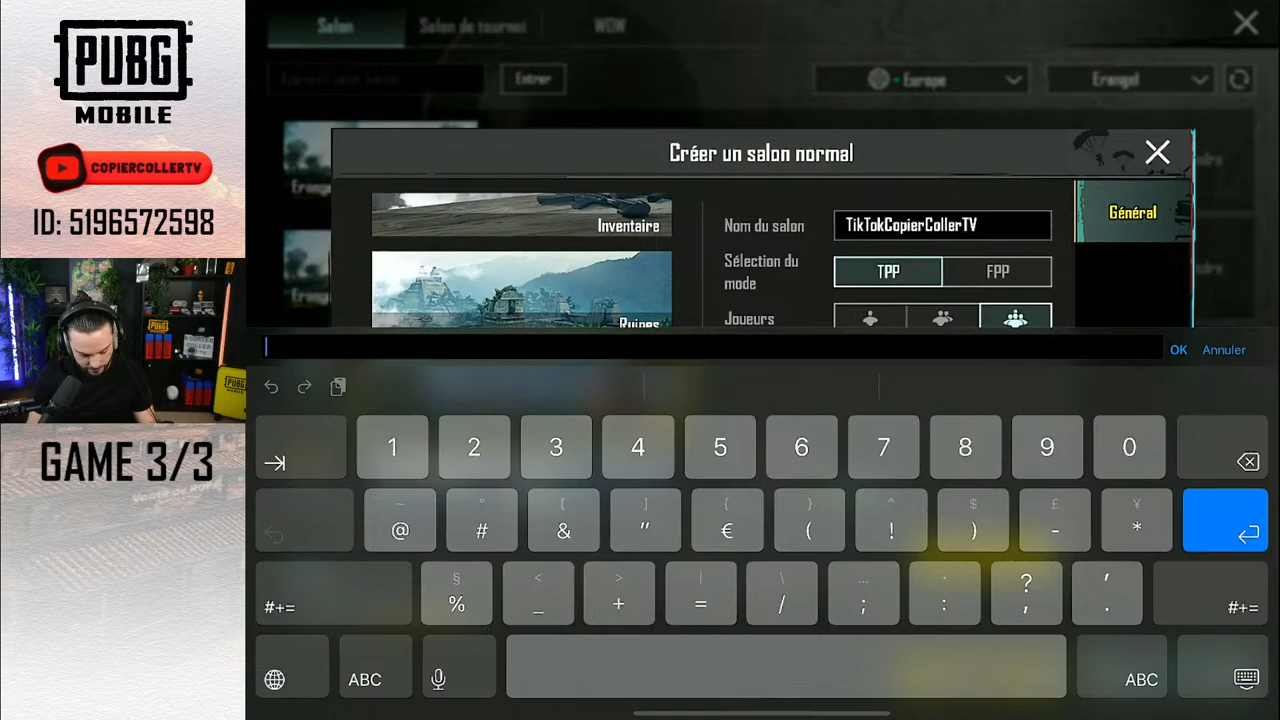 PUBG
MOBILE
COPIERCOLLERTV
ID: 5196572598
GAME 3/3
Salon
Salon de tournoi
WOW
Entrer
Europe
Erangel
Créer un salon normal
Inventaire
Ruines
Nom du salon
TikTokCopierCollerTV
Général
Sélection du
mode
TPP
FPP
Joueurs
OK
Annuler
1 2 3 4 5 6 7 8 9 0
~ ° [ ] { } ^ $ £ ¥
@ # & " € ( ! ) - *
§ < > | \ … · ? '
#+= % _ + = / ; : , . #+=
ABC
ABC